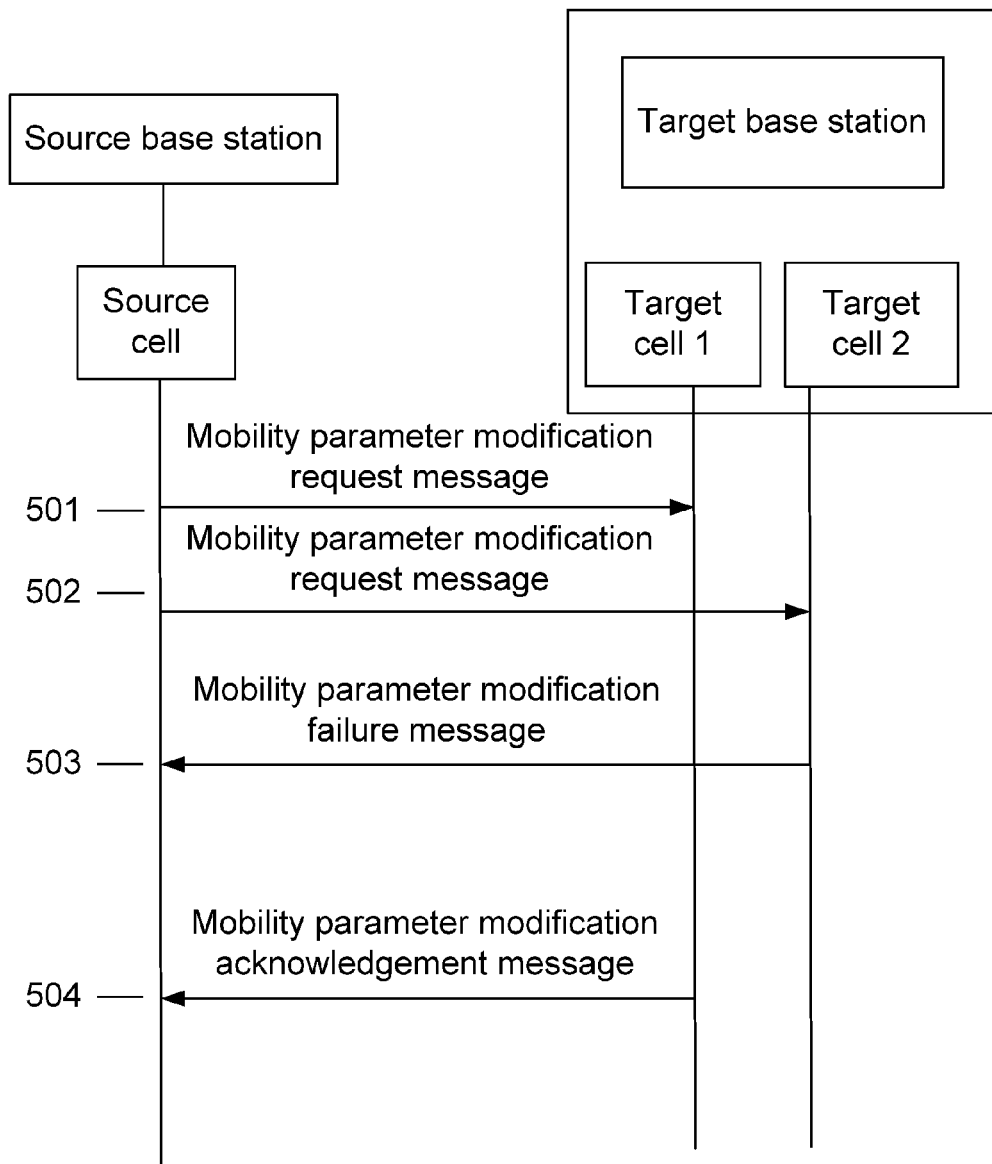 Source base station
Target base station
Source
cell
Target
cell 1
Target
cell 2
Mobility parameter modification
request message
501
Mobility parameter modification
request message
502
Mobility parameter modification
failure message
503
Mobility parameter modification
acknowledgement message
504